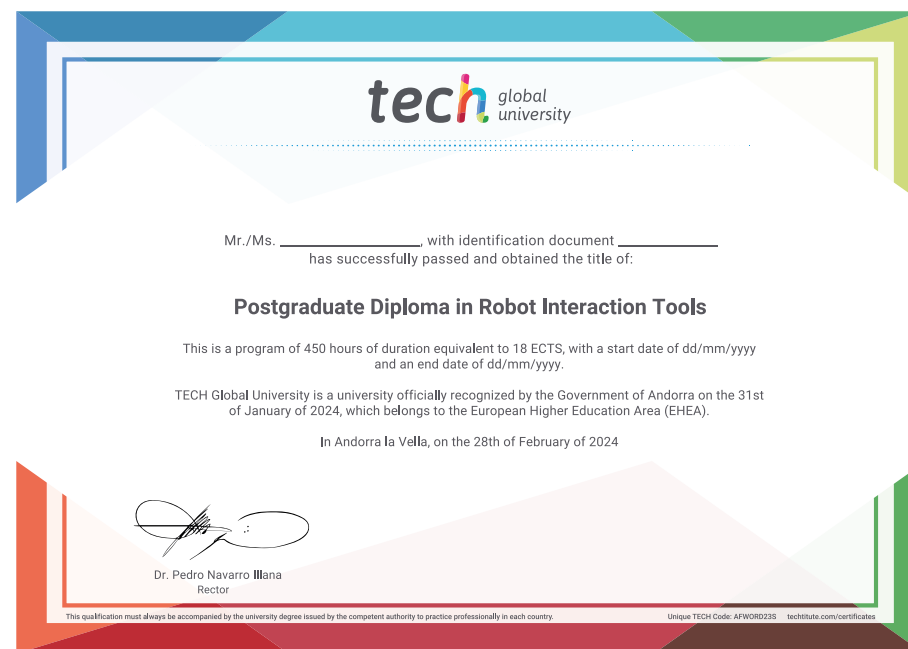 tech global university
Mr./Ms. ____________________, with identification document ______________
has successfully passed and obtained the title of:
Postgraduate Diploma in Robot Interaction Tools
This is a program of 450 hours of duration equivalent to 18 ECTS, with a start date of dd/mm/yyyy
and an end date of dd/mm/yyyy.
TECH Global University is a university officially recognized by the Government of Andorra on the 31st
of January of 2024, which belongs to the European Higher Education Area (EHEA).
In Andorra la Vella, on the 28th of February of 2024
Dr. Pedro Navarro Illana
Rector
This qualification must always be accompanied by the university degree issued by the competent authority to practice professionally in each country.
Unique TECH Code: AFWORD23S techtitute.com/certificates